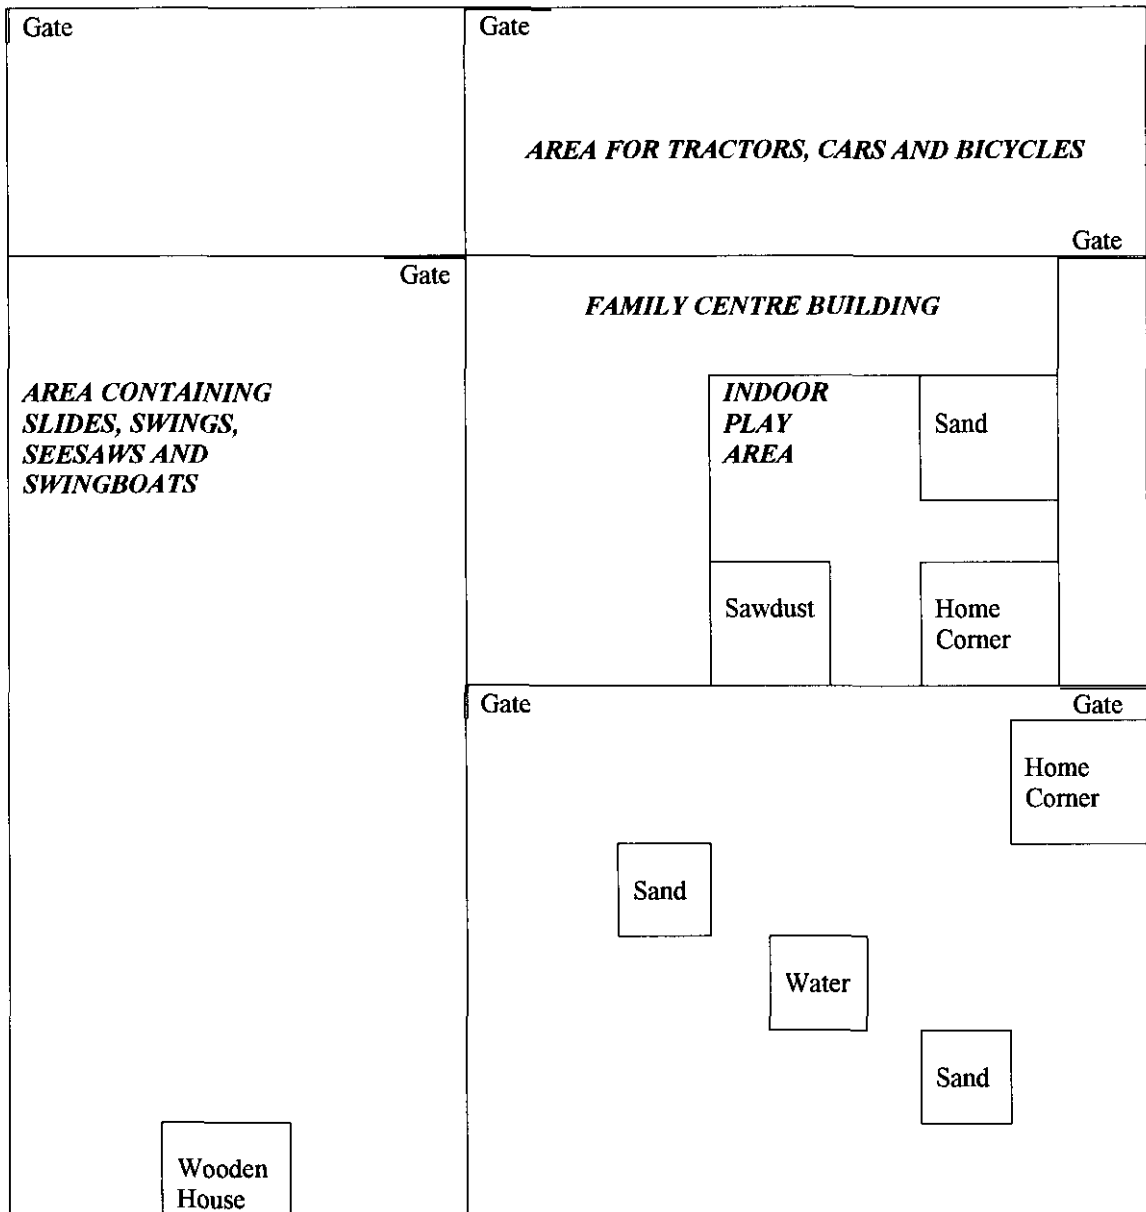 Gate
Gate
AREA FOR TRACTORS, CARS AND BICYCLES
Gate
Gate
FAMILY CENTRE BUILDING
AREA CONTAINING
SLIDES, SWINGS,
SEESAWS AND
SWINGBOATS
INDOOR
PLAY
AREA
Sand
Sawdust
Home
Corner
Gate
Gate
Home
Corner
Sand
Water
Sand
Wooden
House